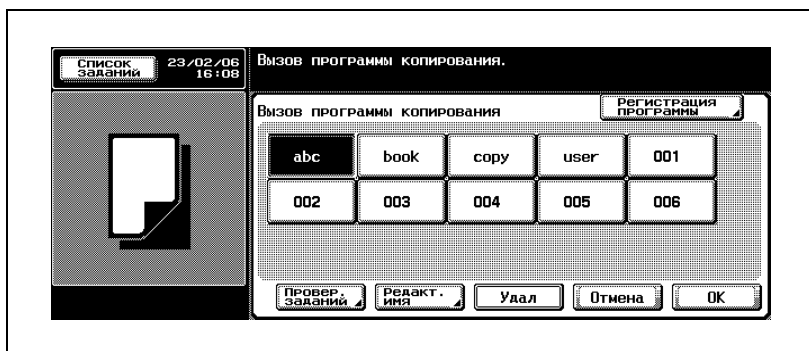 Список
заданий
23/02/06
16:08
Вызов программы копирования.
Вызов программы копирования
Регистрация
программы
abc book copy user 001
002 003 004 005 006
Провер.
заданий
Редакт.
имя
Удал
Отмена
OK